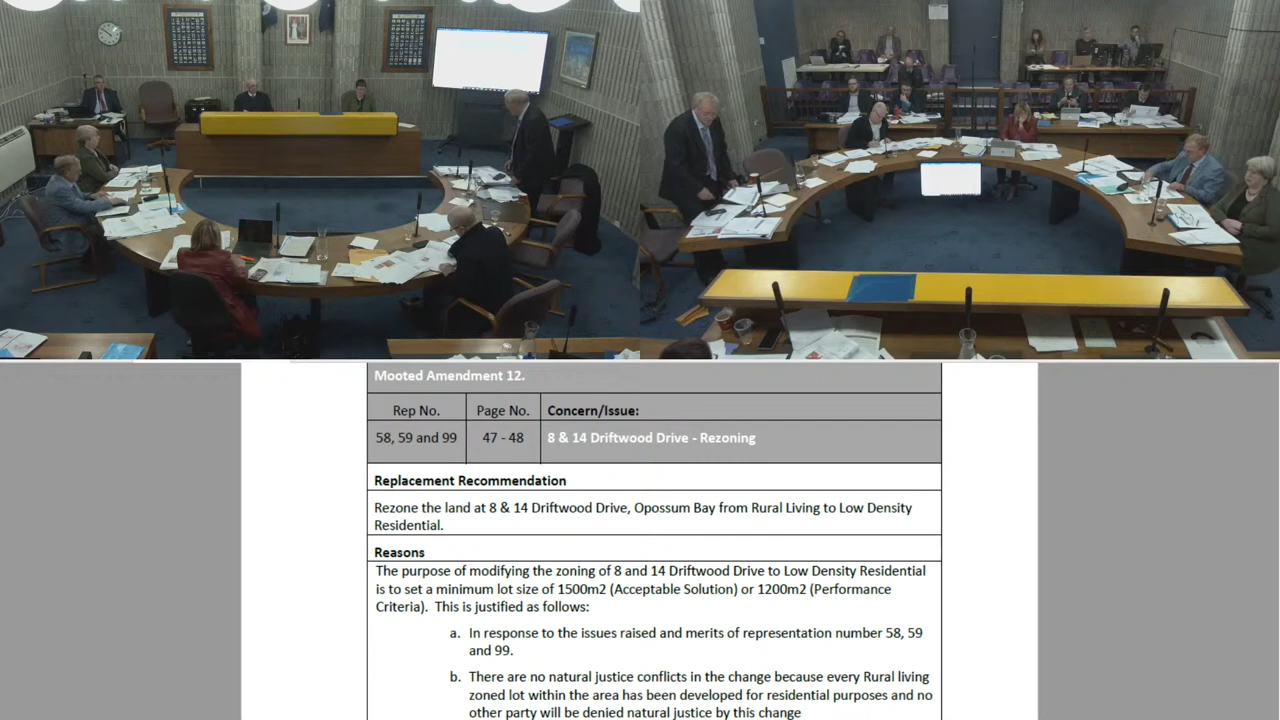 Mooted Amendment 12.
Rep No. Page No. Concern/Issue:
58, 59 and 99 47 - 48 8 & 14 Driftwood Drive - Rezoning
Replacement Recommendation
Rezone the land at 8 & 14 Driftwood Drive, Opossum Bay from Rural Living to Low Density
Residential.
Reasons
The purpose of modifying the zoning of 8 and 14 Driftwood Drive to Low Density Residential
is to set a minimum lot size of 1500m2 (Acceptable Solution) or 1200m2 (Performance
Criteria). This is justified as follows:
a. In response to the issues raised and merits of representation number 58, 59
and 99.
b. There are no natural justice conflicts in the change because every Rural living
zoned lot within the area has been developed for residential purposes and no
other party will be denied natural justice by this change